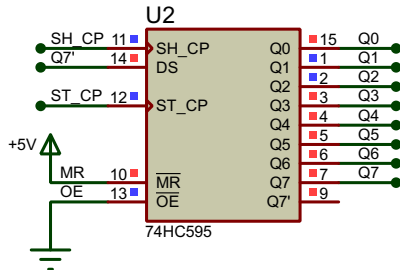 U2
SH_CP 11 SH_CP Q0 15 Q0
Q7' 14 DS Q1 1 Q1
Q2 2 Q2
ST_CP 12 ST_CP Q3 3 Q3
Q4 4 Q4
+5V Q5 5 Q5
Q6 6 Q6
MR 10 MR Q7 7 Q7
OE 13 OE Q7' 9
74HC595